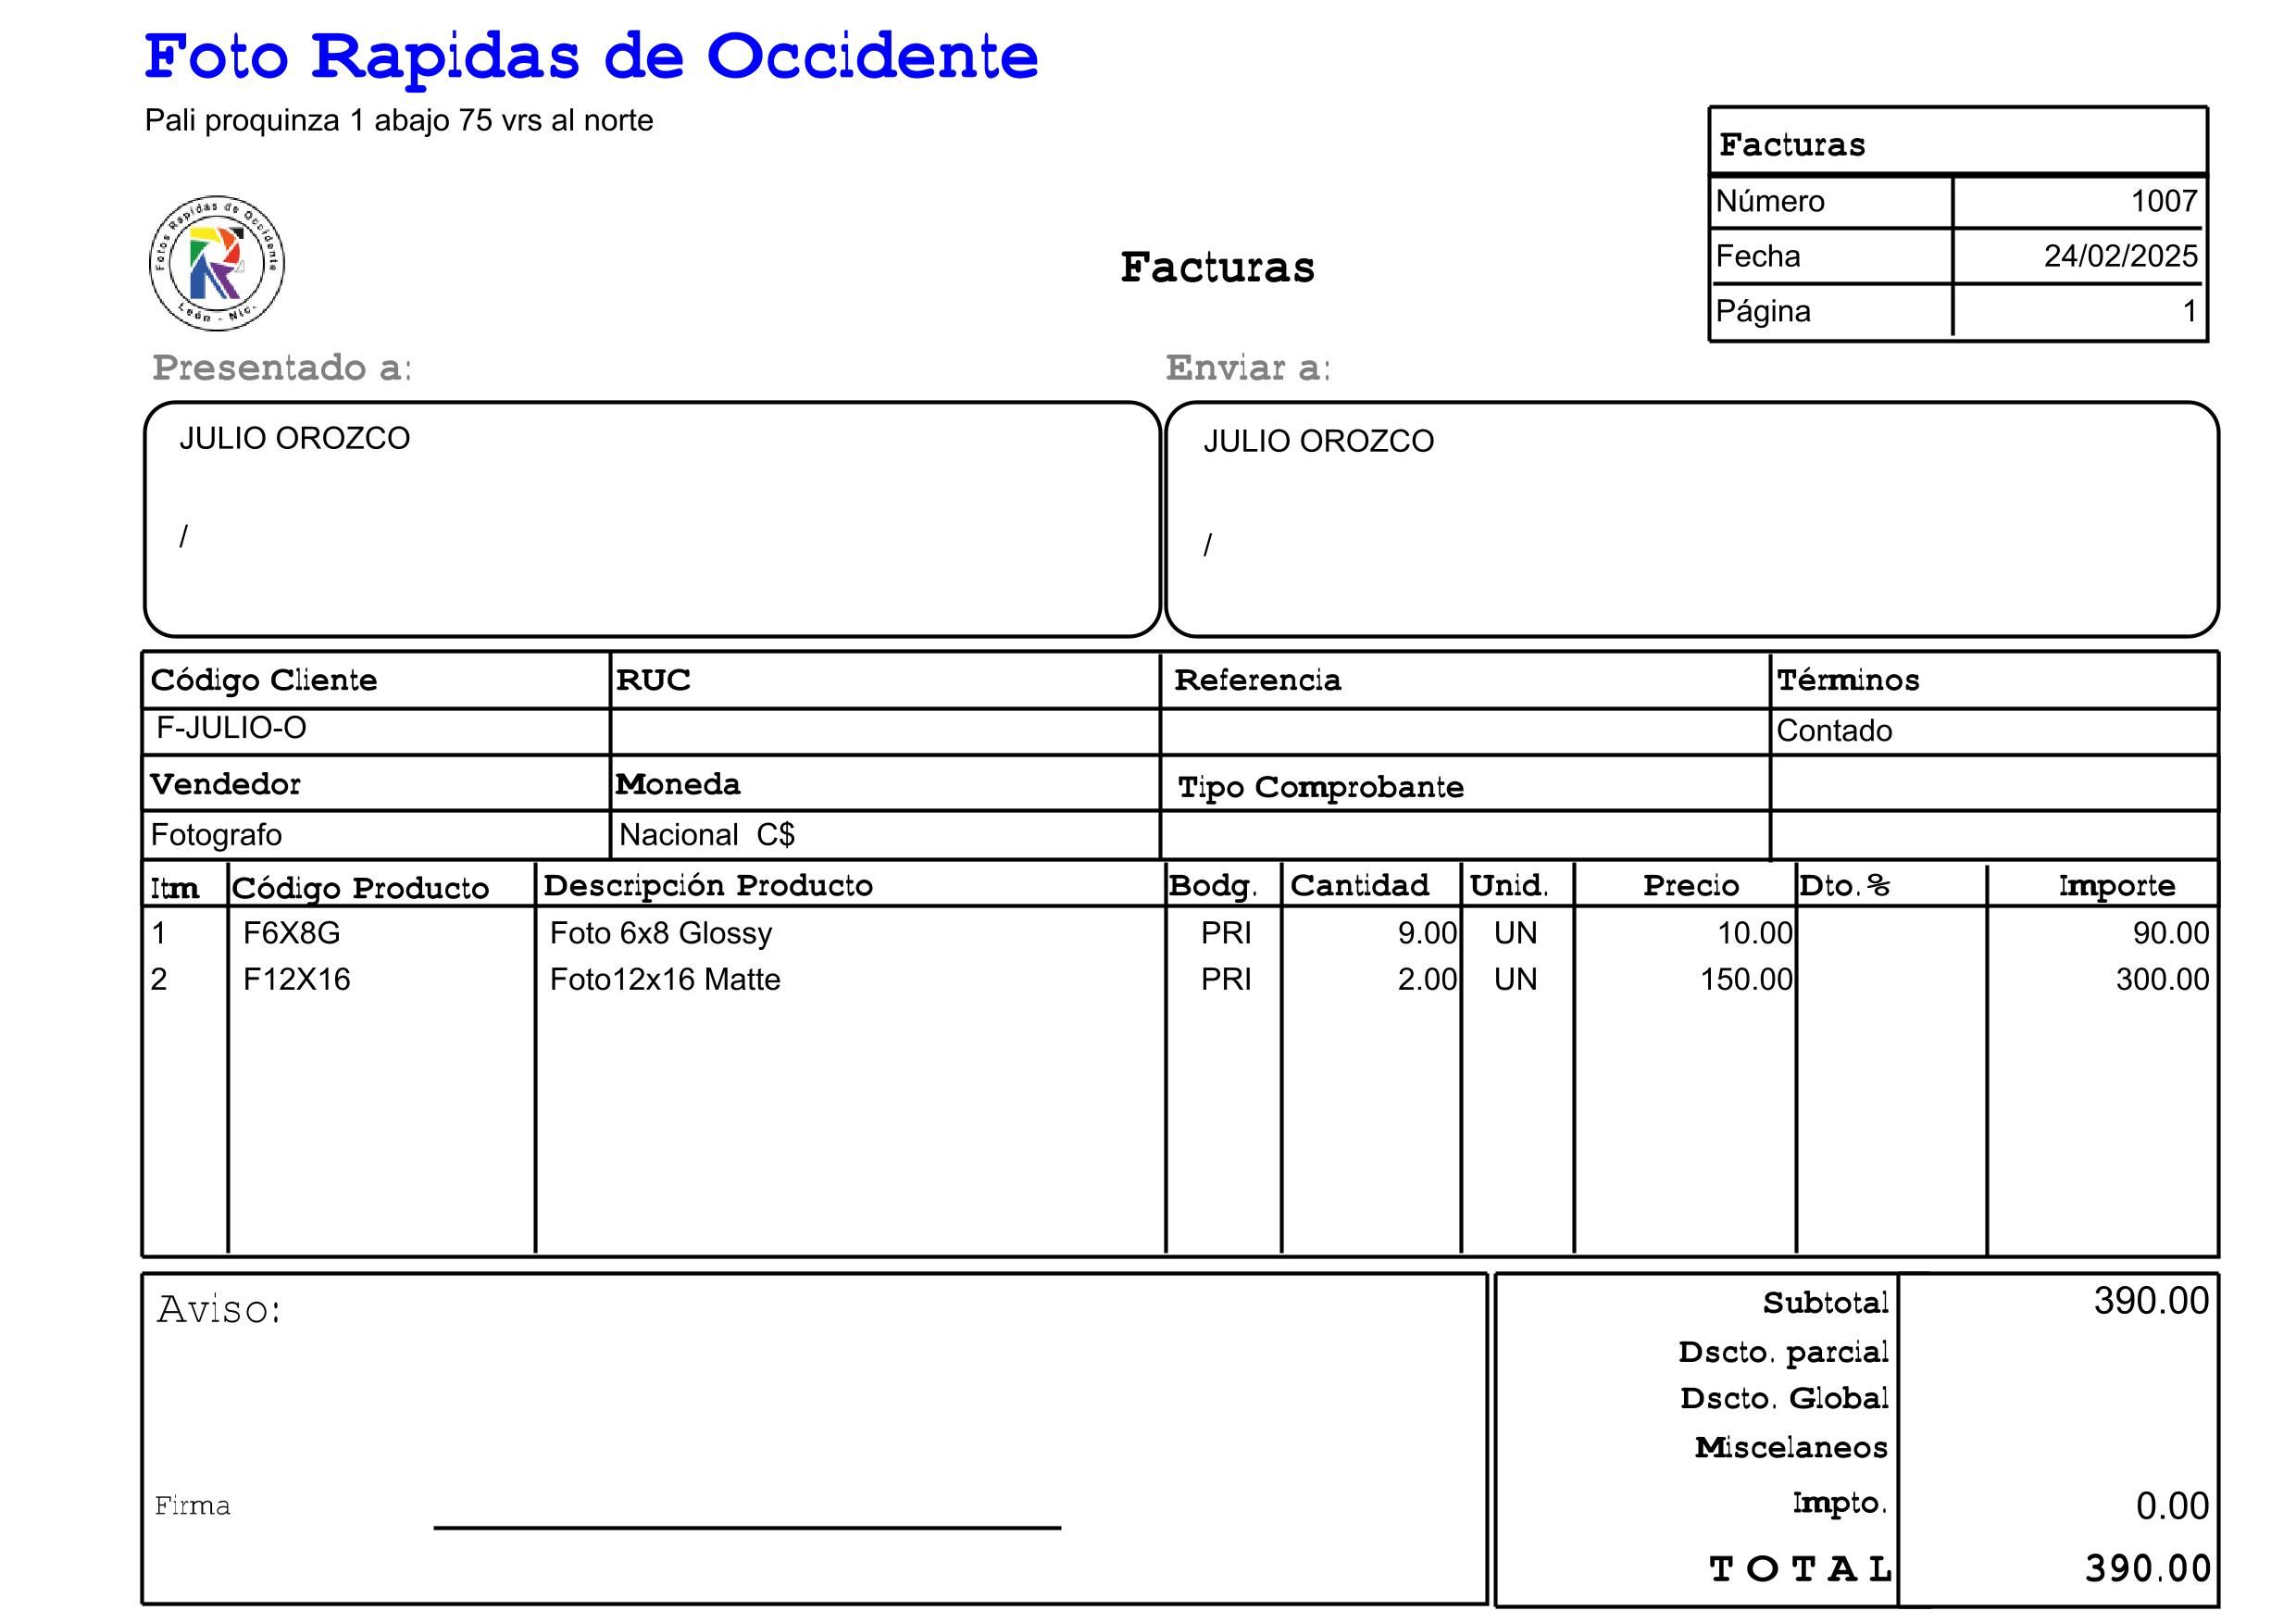 Foto Rapidas de Occidente
Pali proquinza 1 abajo 75 vrs al norte
Facturas
Número 1007
Fecha 24/02/2025
Página 1
Fotos Rapidas de Occidente
León - Nic.
Facturas
Presentado a: Enviar a:
JULIO OROZCO JULIO OROZCO
/ /
Código Cliente RUC Referencia Términos
F-JULIO-O Contado
Vendedor Moneda Tipo Comprobante
Fotografo Nacional C$
Itm Código Producto Descripción Producto Bodg. Cantidad Unid. Precio Dto.% Importe
1 F6X8G Foto 6x8 Glossy PRI 9.00 UN 10.00 90.00
2 F12X16 Foto12x16 Matte PRI 2.00 UN 150.00 300.00
Aviso:
Subtotal 390.00
Dscto. parcial
Dscto. Global
Miscelaneos
Firma
Impto. 0.00
TOTAL 390.00